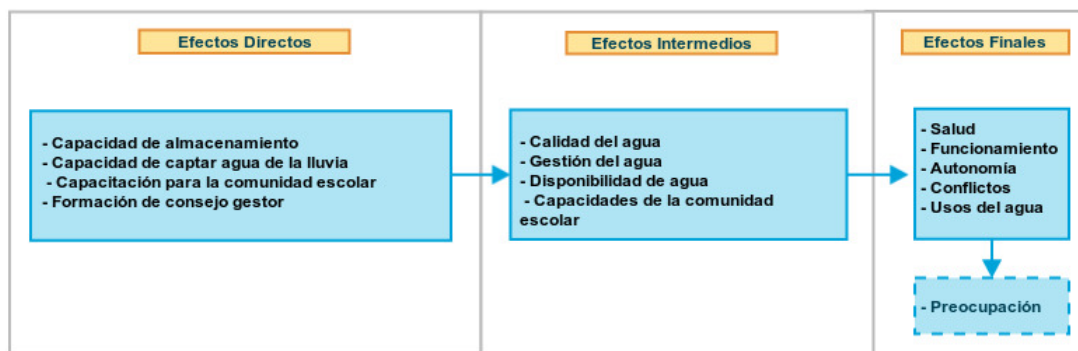 Efectos Directos
- Capacidad de almacenamiento
- Capacidad de captar agua de la lluvia
- Capacitación para la comunidad escolar
- Formación de consejo gestor
Efectos Intermedios
- Calidad del agua
- Gestión del agua
- Disponibilidad de agua
- Capacidades de la comunidad
escolar
Efectos Finales
- Salud
- Funcionamiento
- Autonomía
- Conflictos
- Usos del agua
- Preocupación